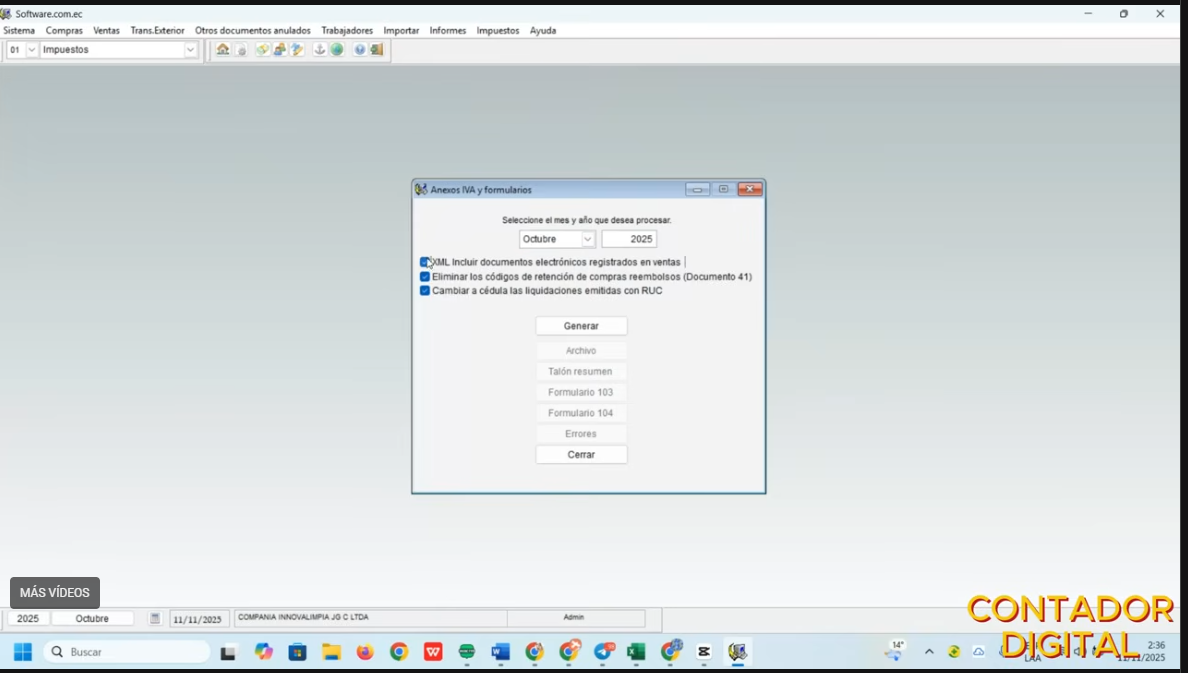 Software.com.ec
Sistema Compras Ventas Trans.Exterior Otros documentos anulados Trabajadores Importar Informes Impuestos Ayuda
01 Impuestos
Anexos IVA y formularios
Seleccione el mes y año que desea procesar.
Octubre 2025
XML Incluir documentos electrónicos registrados en ventas
Eliminar los códigos de retención de compras reembolsos (Documento 41)
Cambiar a cédula las liquidaciones emitidas con RUC
Generar
Archivo
Talón resumen
Formulario 103
Formulario 104
Errores
Cerrar
MÁS VÍDEOS
2025 Octubre 11/11/2025 COMPANIA INNOVALIMPIA JG C LTDA Admin
CONTADOR
DIGITAL
Buscar
14°
2:36
LAA
11/11/2025